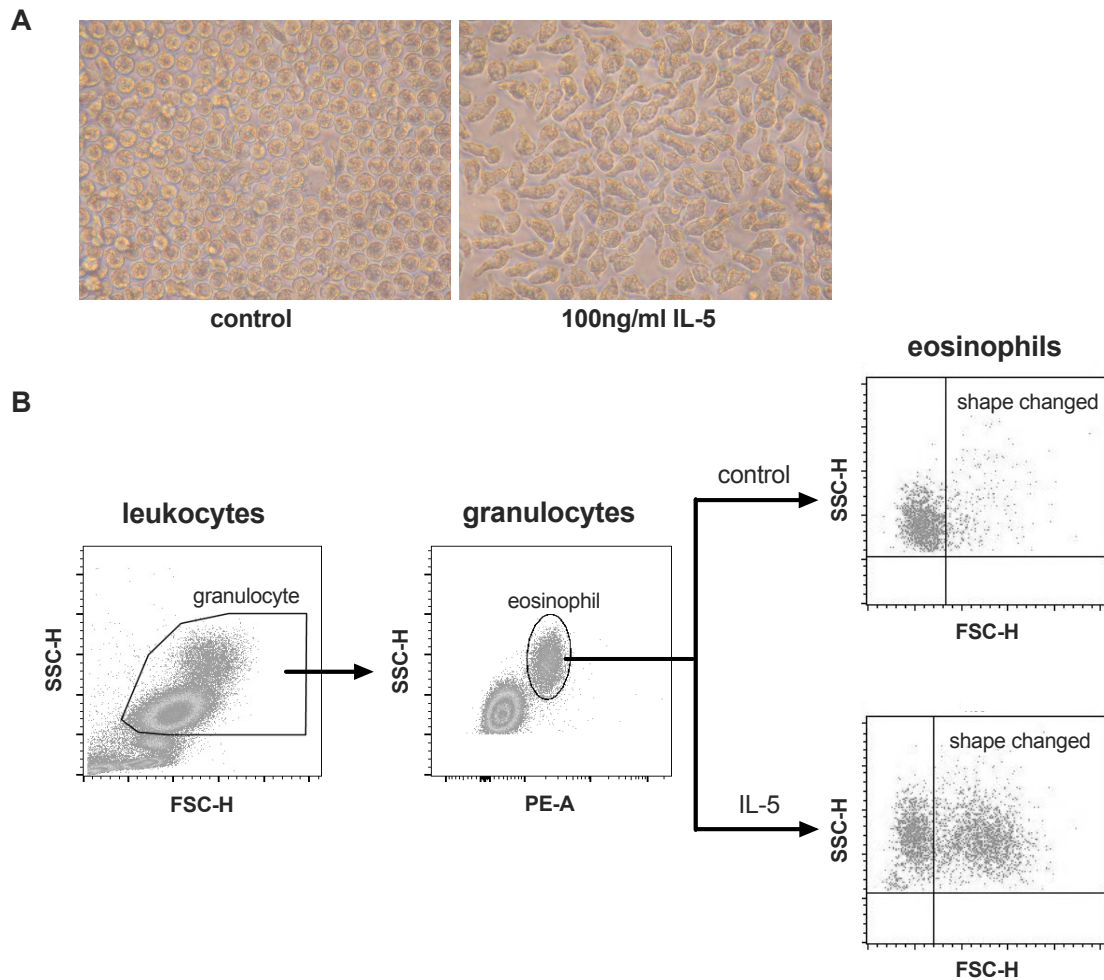 A
control
100ng/ml IL-5
eosinophils
B
shape changed
SSC-H
FSC-H
control
leukocytes
granulocyte
SSC-H
FSC-H
granulocytes
eosinophil
SSC-H
PE-A
IL-5
shape changed
SSC-H
FSC-H